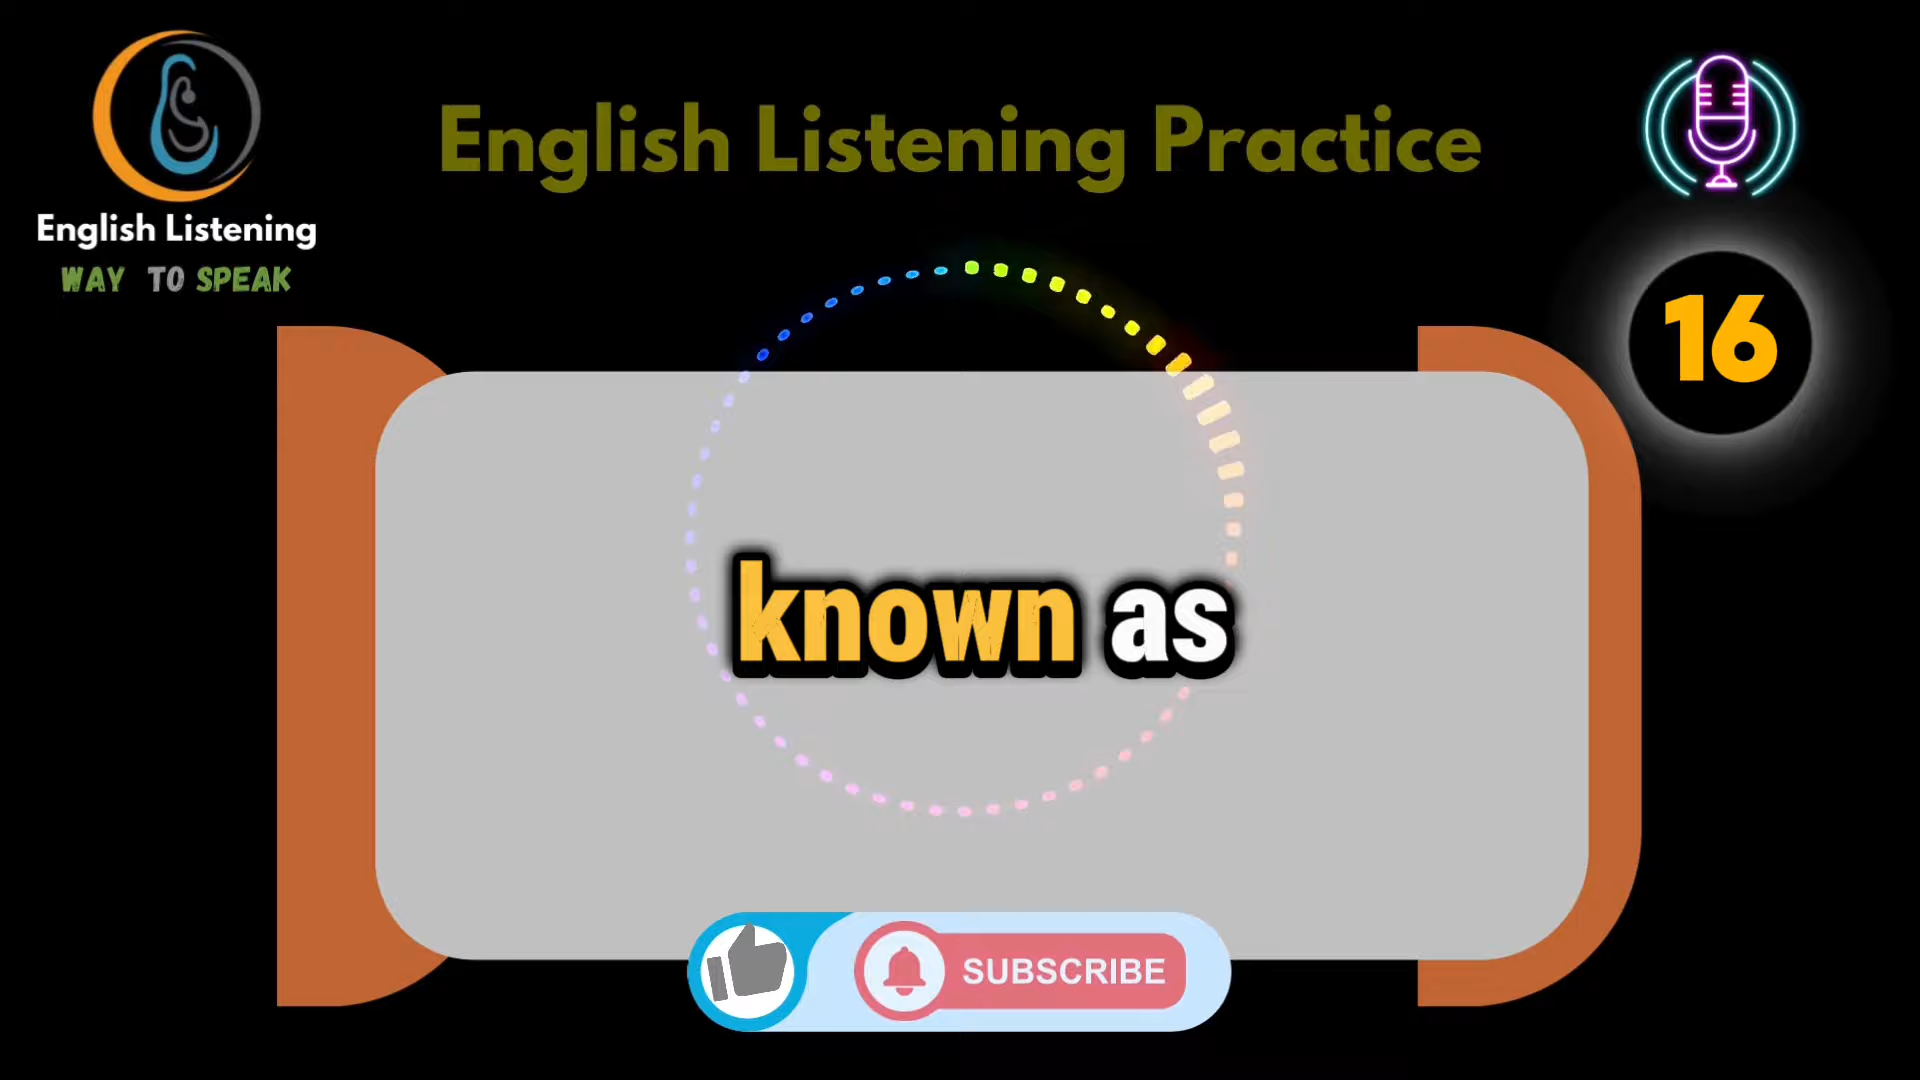 English Listening Practice
English Listening
WAY TO SPEAK
16
known as
SUBSCRIBE